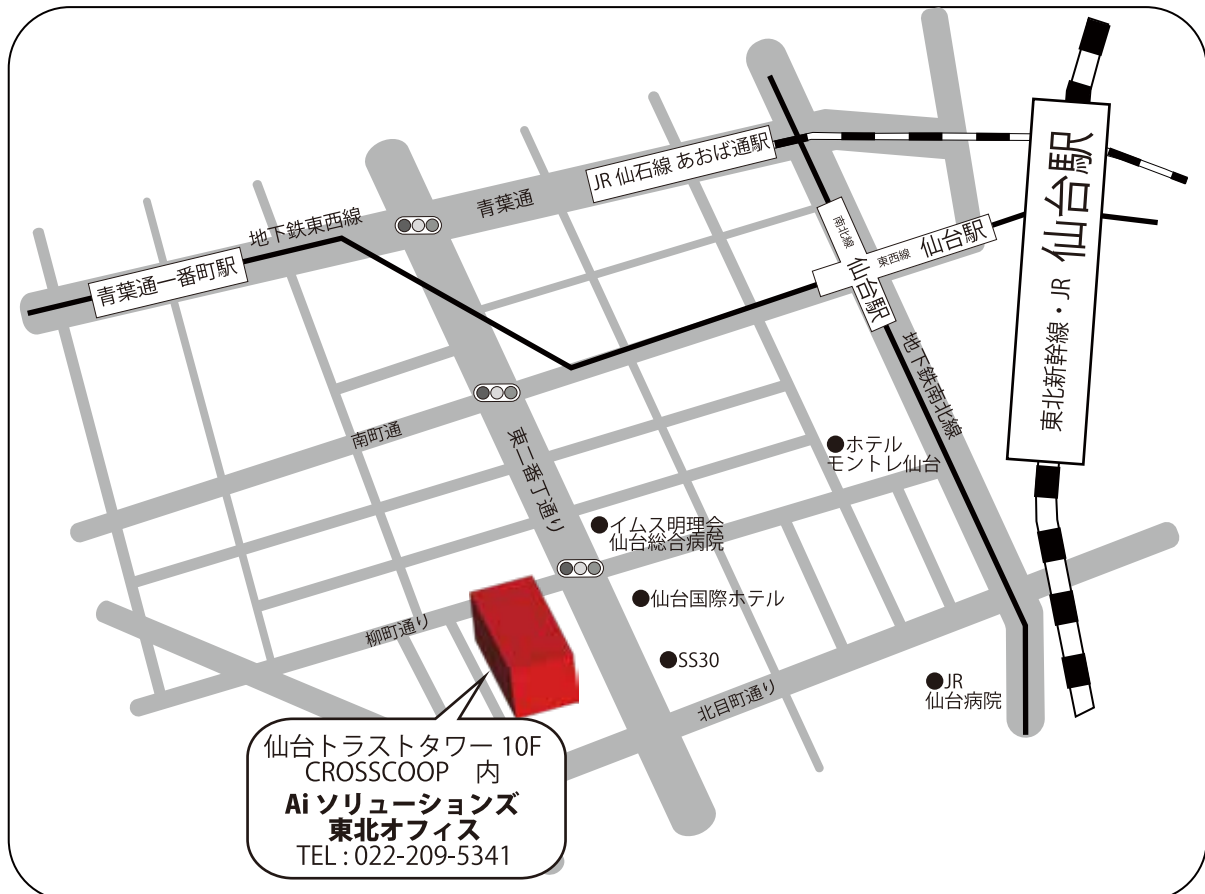 JR 仙石線 あおば通駅
青葉通
地下鉄東西線
青葉通一番町駅
南北線
仙台駅
東西線 仙台駅
東北新幹線・JR 仙台駅
地下鉄南北線
南町通
東二番丁通り
●ホテル
モントレ仙台
●イムス明理会
仙台総合病院
●仙台国際ホテル
柳町通り
●SS30
北目町通り
●JR
仙台病院
仙台トラストタワー 10F
CROSSCOOP　内
Ai ソリューションズ
東北オフィス
TEL : 022-209-5341